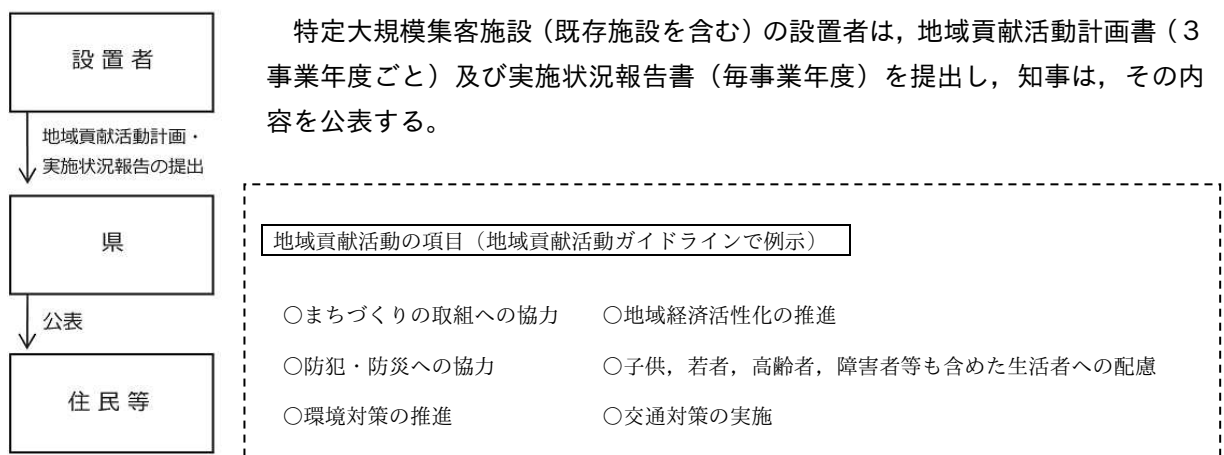 設置者
地域貢献活動計画・
実施状況報告の提出
県
公表
住民等
特定大規模集客施設（既存施設を含む）の設置者は，地域貢献活動計画書（３
事業年度ごと）及び実施状況報告書（毎事業年度）を提出し，知事は，その内
容を公表する。
地域貢献活動の項目（地域貢献活動ガイドラインで例示）
○まちづくりの取組への協力　○地域経済活性化の推進
○防犯・防災への協力　○子供，若者，高齢者，障害者等も含めた生活者への配慮
○環境対策の推進　○交通対策の実施